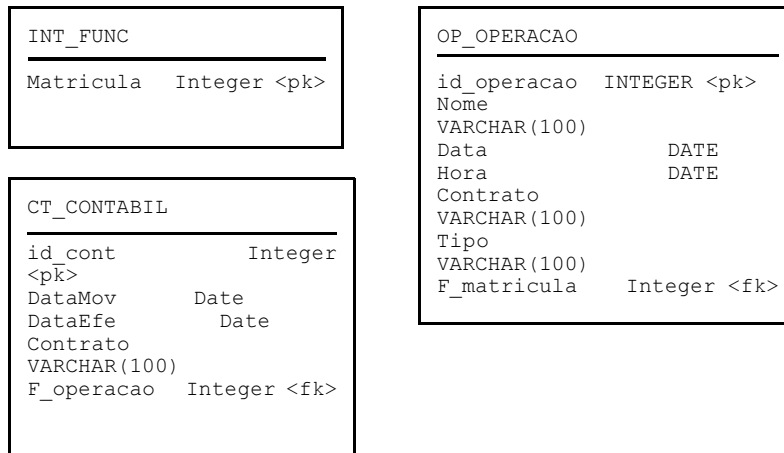 INT_FUNC
Matricula Integer <pk>
CT_CONTABIL
id_cont Integer
<pk>
DataMov Date
DataEfe Date
Contrato
VARCHAR(100)
F_operacao Integer <fk>
OP_OPERACAO
id_operacao INTEGER <pk>
Nome
VARCHAR(100)
Data DATE
Hora DATE
Contrato
VARCHAR(100)
Tipo
VARCHAR(100)
F_matricula Integer <fk>